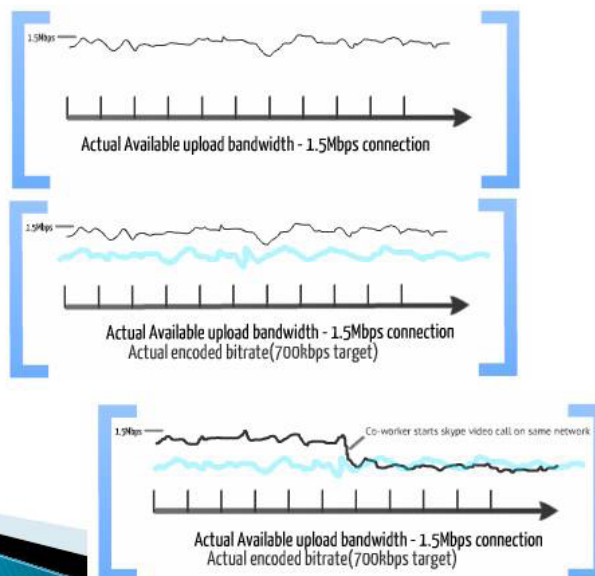 1.5Mbps
Actual Available upload bandwidth - 1.5Mbps connection
1.5Mbps
Actual Available upload bandwidth - 1.5Mbps connection
Actual encoded bitrate(700kbps target)
1.5Mbps
Co-worker starts skype video call on same network
Actual Available upload bandwidth - 1.5Mbps connection
Actual encoded bitrate(700kbps target)